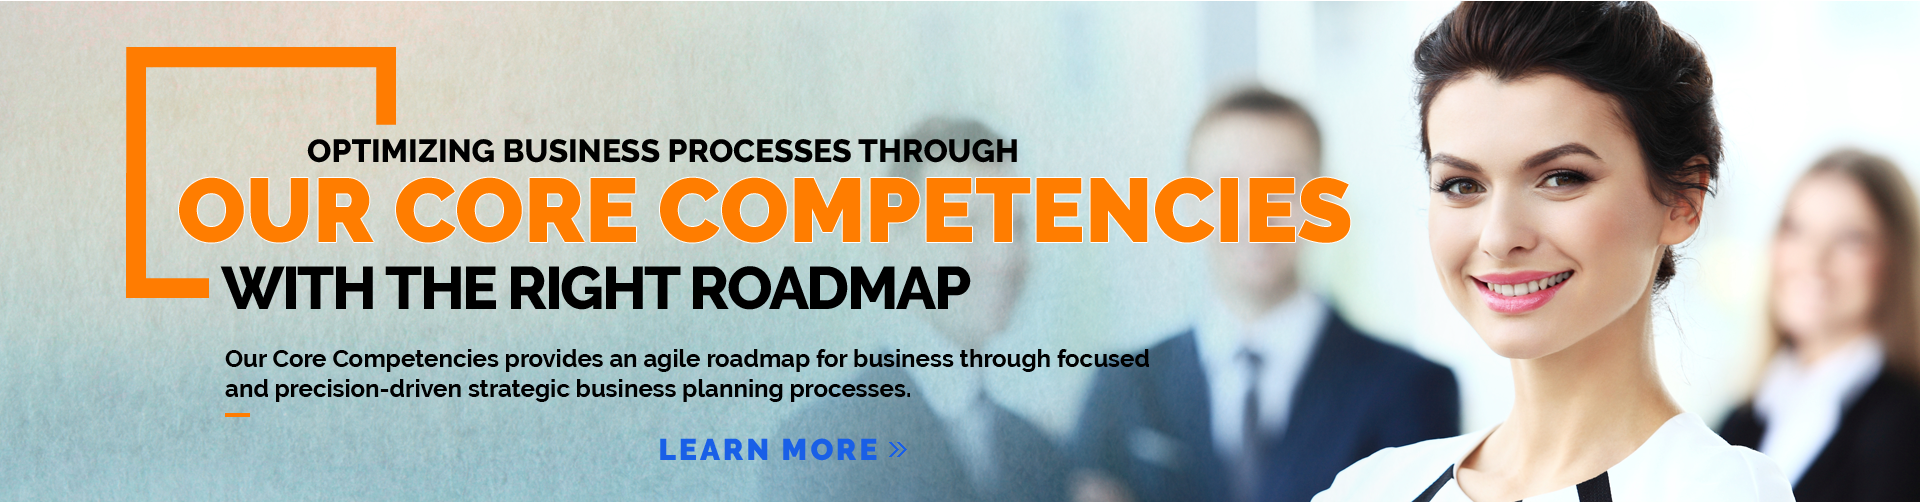 OPTIMIZING BUSINESS PROCESSES THROUGH
OUR CORE COMPETENCIES
WITH THE RIGHT ROADMAP
Our Core Competencies provides an agile roadmap for business through focused
and precision-driven strategic business planning processes.
LEARN MORE »